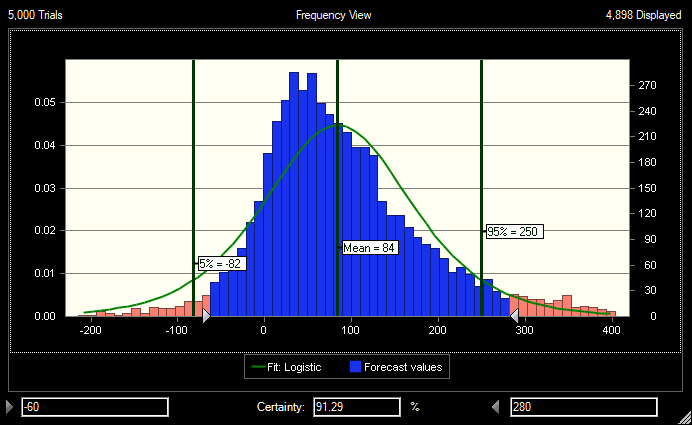 5,000 Trials Frequency View 4,898 Displayed
0.05
0.04
0.03
0.02
0.01
0.00
270
240
210
180
150
120
90
60
30
0
5% = -82
Mean = 84
95% = 250
-200 -100 0 100 200 300 400
Fit: Logistic Forecast values
-60 Certainty: 91.29 % 280